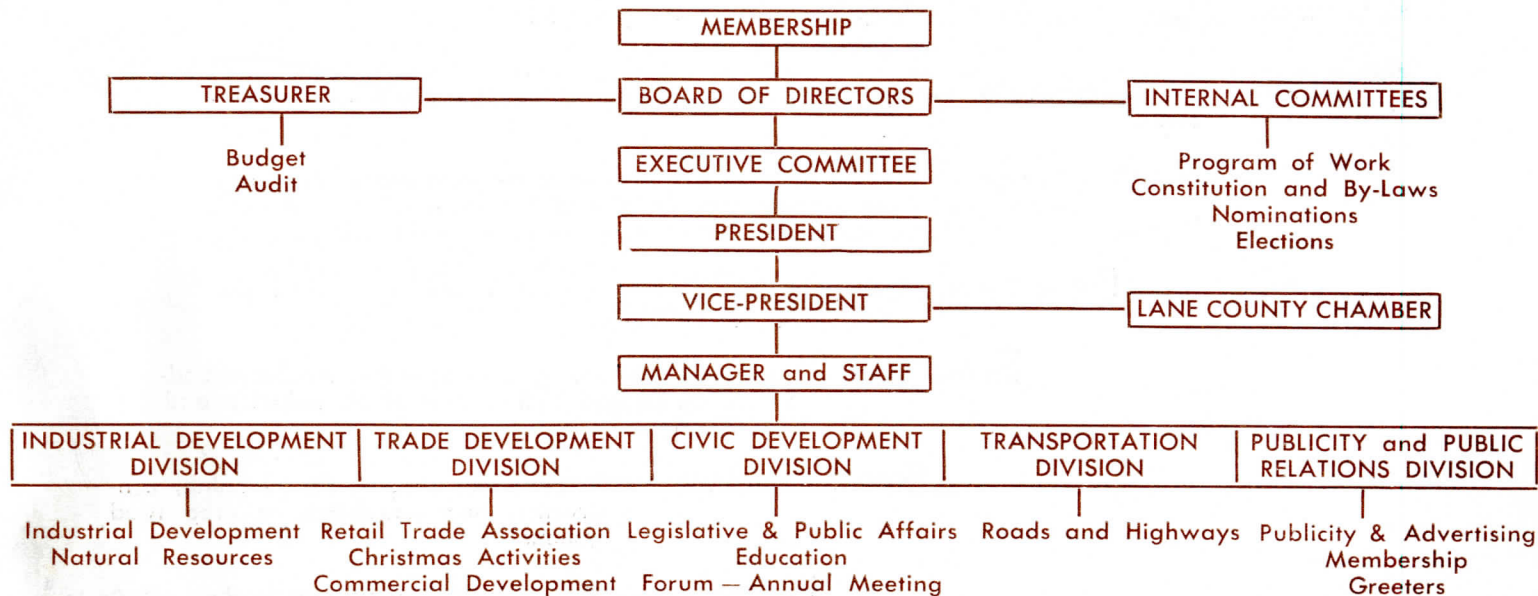 MEMBERSHIP
TREASURER
BOARD OF DIRECTORS
INTERNAL COMMITTEES
Budget
Audit
EXECUTIVE COMMITTEE
Program of Work
Constitution and By-Laws
Nominations
Elections
PRESIDENT
VICE-PRESIDENT
LANE COUNTY CHAMBER
MANAGER and STAFF
INDUSTRIAL DEVELOPMENT
DIVISION
TRADE DEVELOPMENT
DIVISION
CIVIC DEVELOPMENT
DIVISION
TRANSPORTATION
DIVISION
PUBLICITY and PUBLIC
RELATIONS DIVISION
Industrial Development
Natural Resources
Retail Trade Association
Christmas Activities
Commercial Development
Legislative & Public Affairs
Education
Forum — Annual Meeting
Roads and Highways
Publicity & Advertising
Membership
Greeters